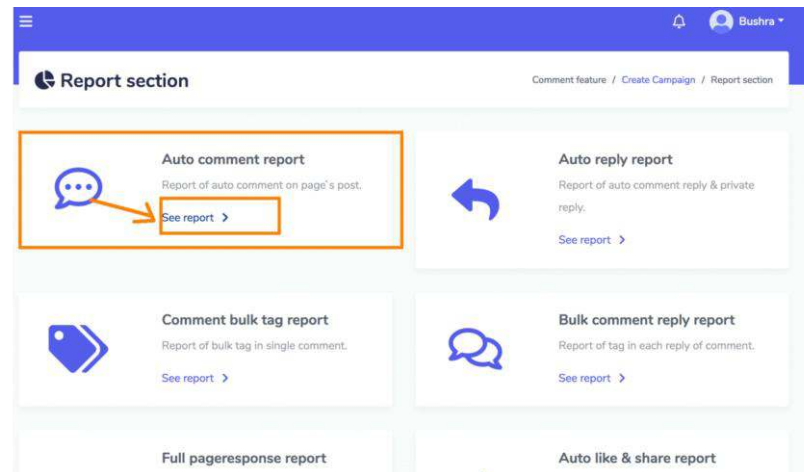 Bushra
Report section
Comment feature / Create Campaign / Report section
Auto comment report
Report of auto comment on page's post.
See report
Auto reply report
Report of auto comment reply & private
reply.
See report
Comment bulk tag report
Report of bulk tag in single comment.
See report
Bulk comment reply report
Report of tag in each reply of comment.
See report
Full pageresponse report
Auto like & share report